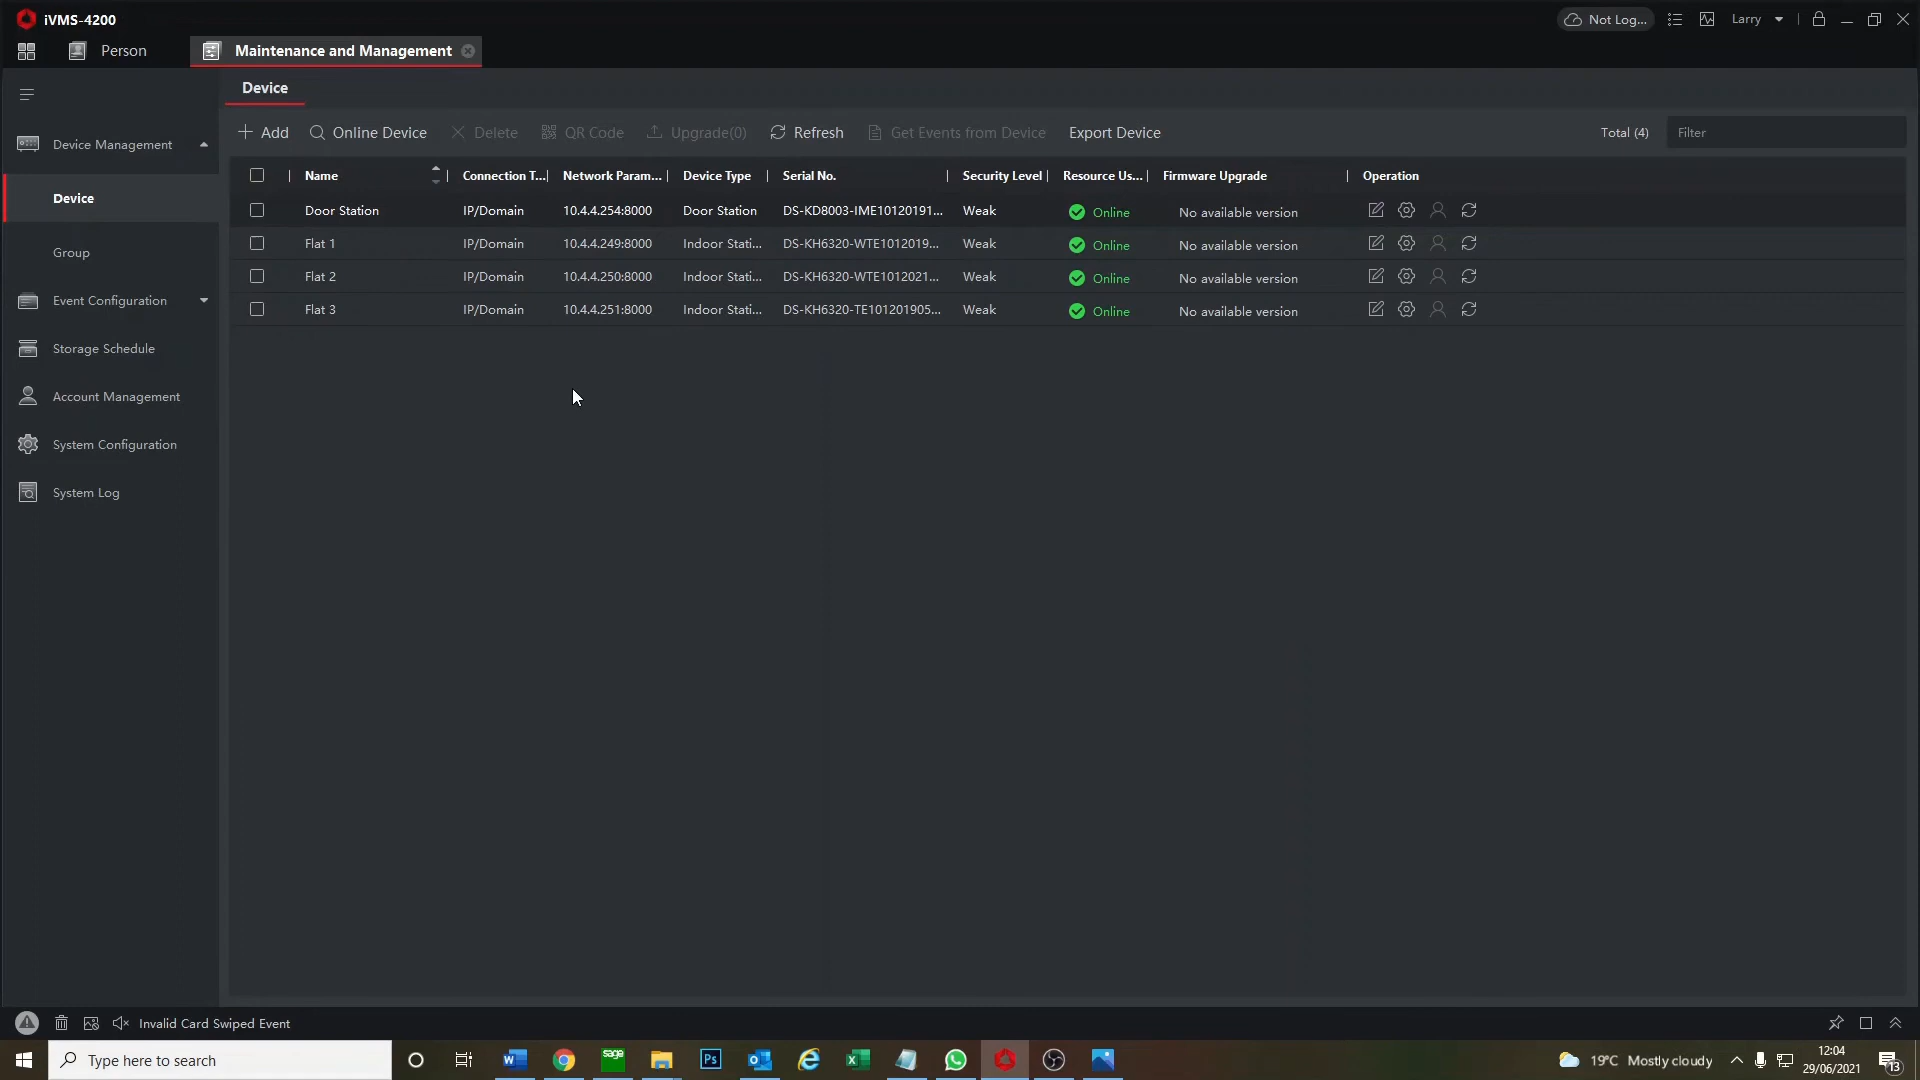 iVMS-4200
Not Log... Larry
Person Maintenance and Management
Device
Add Online Device Delete QR Code Upgrade(0) Refresh Get Events from Device Export Device Total (4) Filter
Device Management
Device
Group
Event Configuration
Storage Schedule
Account Management
System Configuration
System Log
Name Connection T... Network Param... Device Type Serial No. Security Level Resource Us... Firmware Upgrade Operation
Door Station IP/Domain 10.4.4.254:8000 Door Station DS-KD8003-IME10120191... Weak Online No available version
Flat 1 IP/Domain 10.4.4.249:8000 Indoor Stati... DS-KH6320-WTE1012019... Weak Online No available version
Flat 2 IP/Domain 10.4.4.250:8000 Indoor Stati... DS-KH6320-WTE1012021... Weak Online No available version
Flat 3 IP/Domain 10.4.4.251:8000 Indoor Stati... DS-KH6320-TE101201905... Weak Online No available version
Invalid Card Swiped Event
Type here to search
sage
Ps
19°C Mostly cloudy
12:04
29/06/2021
13